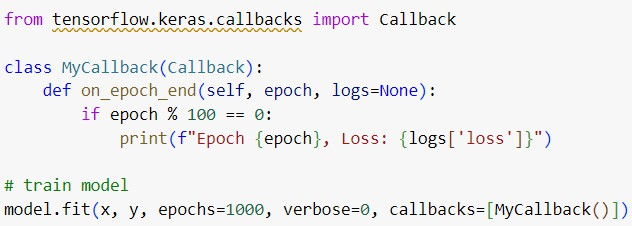 from tensorflow.keras.callbacks import Callback
class MyCallback(Callback):
    def on_epoch_end(self, epoch, logs=None):
        if epoch % 100 == 0:
            print(f"Epoch {epoch}, Loss: {logs['loss']}")
# train model
model.fit(x, y, epochs=1000, verbose=0, callbacks=[MyCallback()])